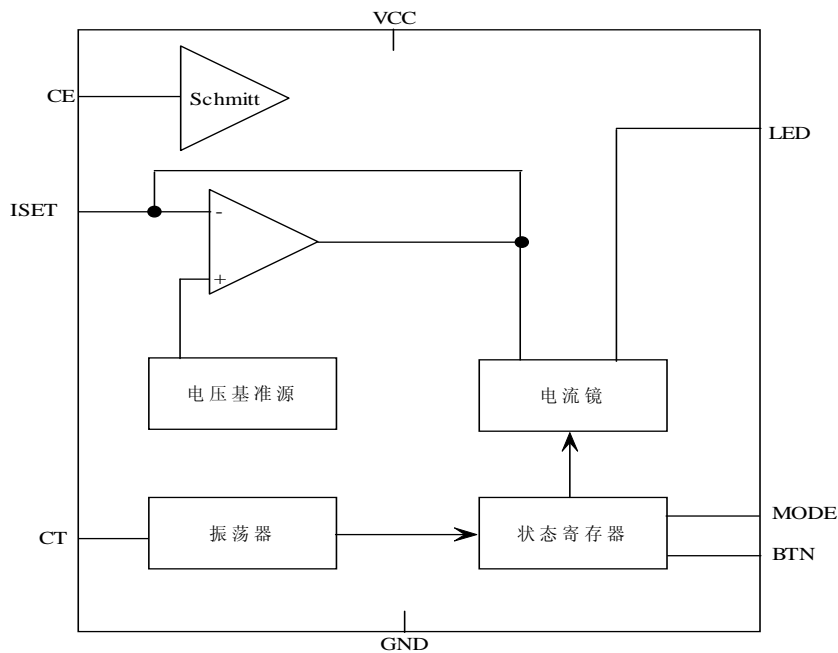 VCC
CE
Schmitt
LED
ISET
-
+
电压基准源
电流镜
CT
振荡器
状态寄存器
MODE
BTN
GND